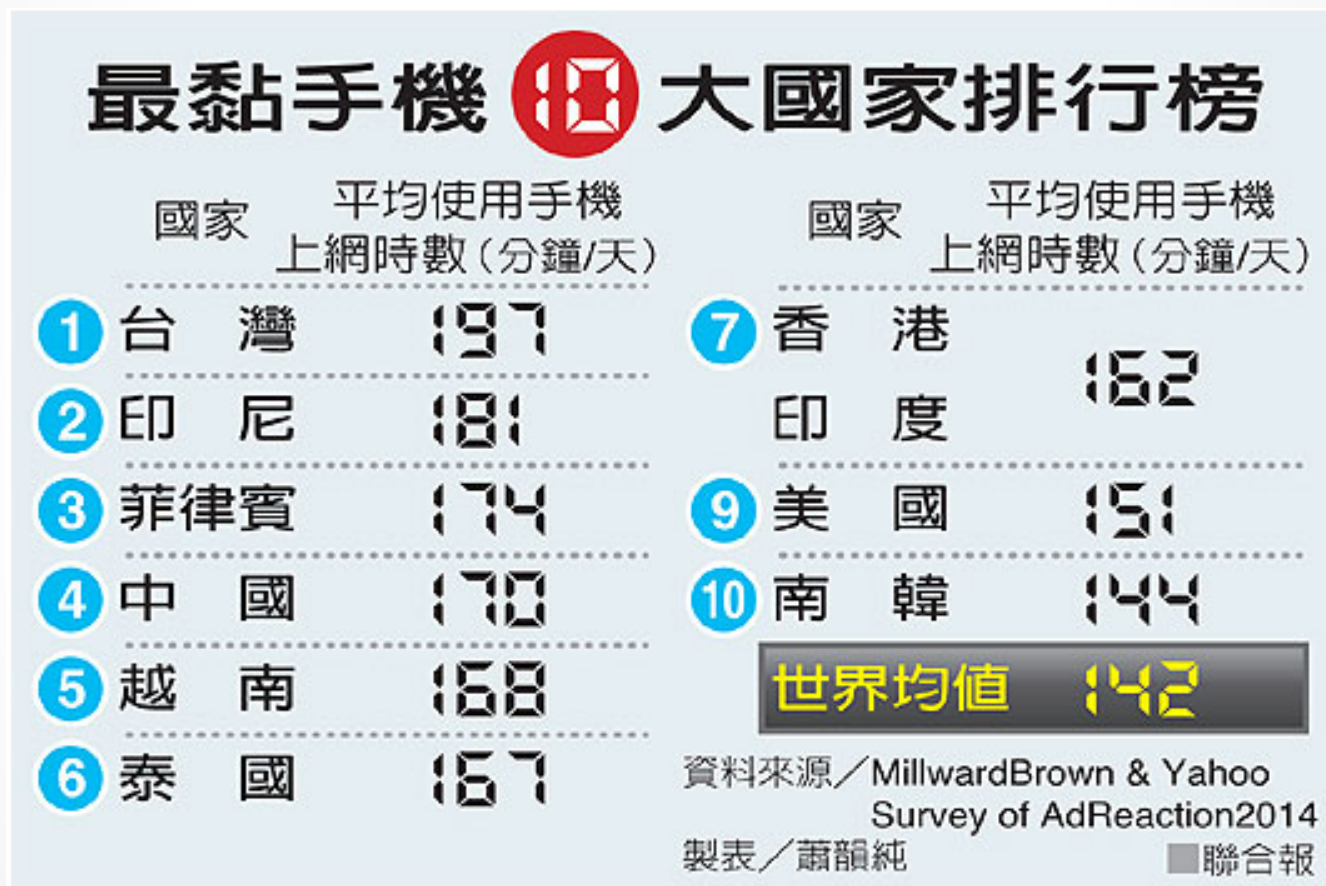 最黏手機10大國家排行榜
國家 平均使用手機上網時數(分鐘/天)
1 台灣 197
2 印尼 181
3 菲律賓 174
4 中國 170
5 越南 168
6 泰國 167
國家 平均使用手機上網時數(分鐘/天)
7 香港 印度 162
9 美國 151
10 南韓 144
世界均值 142
資料來源/MillwardBrown & Yahoo
Survey of AdReaction2014
製表/蕭韻純
■聯合報